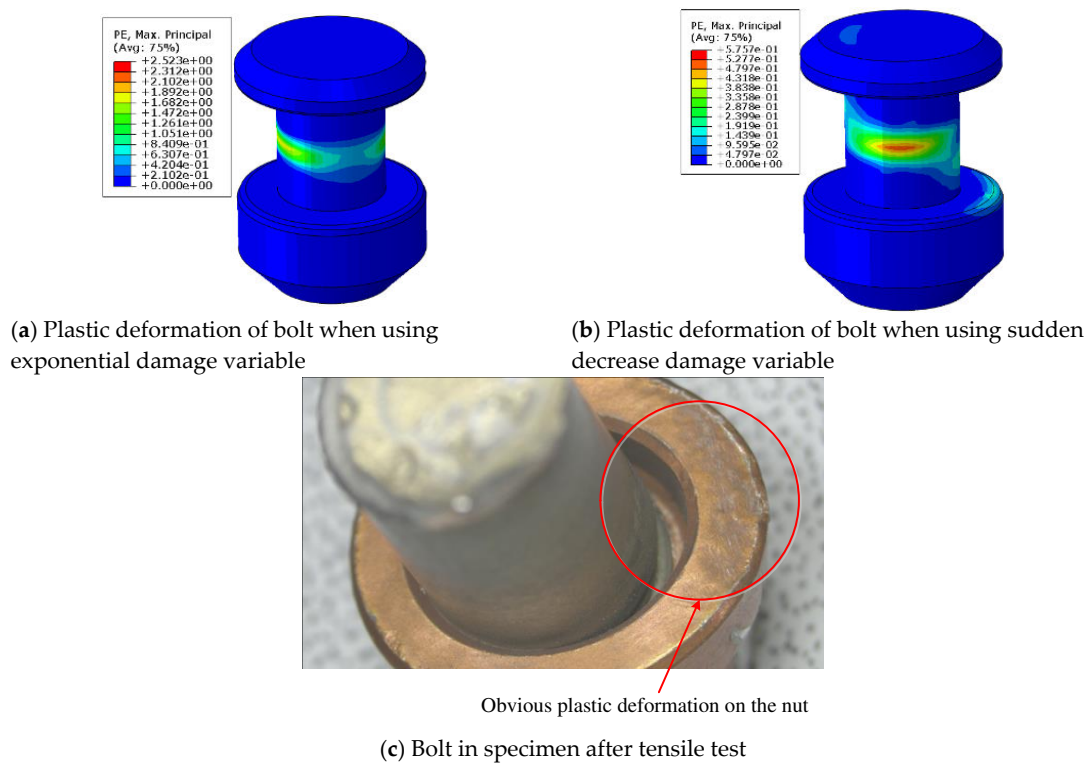 PE, Max. Principal
(Avg: 75%)
+2.523e+00
+2.312e+00
+2.102e+00
+1.892e+00
+1.682e+00
+1.472e+00
+1.261e+00
+1.051e+00
+8.409e-01
+6.307e-01
+4.204e-01
+2.102e-01
+0.000e+00
PE, Max. Principal
(Avg: 75%)
+5.757e-01
+5.277e-01
+4.797e-01
+4.318e-01
+3.838e-01
+3.358e-01
+2.878e-01
+2.399e-01
+1.919e-01
+1.439e-01
+9.595e-02
+4.797e-02
+0.000e+00
(a) Plastic deformation of bolt when using
exponential damage variable
(b) Plastic deformation of bolt when using sudden
decrease damage variable
Obvious plastic deformation on the nut
(c) Bolt in specimen after tensile test